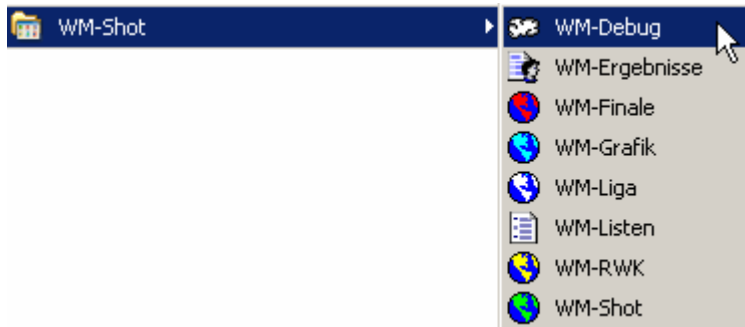 WM-Shot
WM-Debug
WM-Ergebnisse
WM-Finale
WM-Grafik
WM-Liga
WM-Listen
WM-RWK
WM-Shot